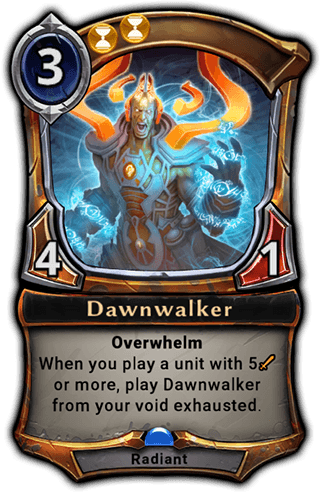 3
4
1
Dawnwalker
Overwhelm
When you play a unit with 5
or more, play Dawnwalker
from your void exhausted.
Radiant